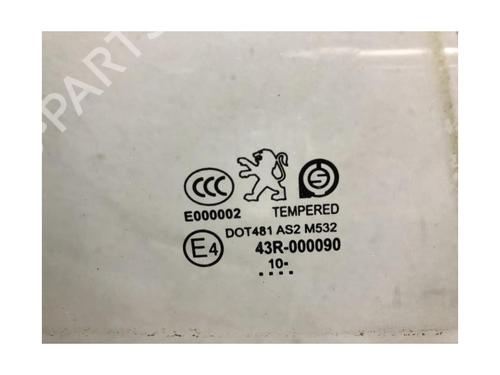 PARTS
CCC
S
E000002 TEMPERED
DOT481 AS2 M532
E4 43R-000090
10-
....